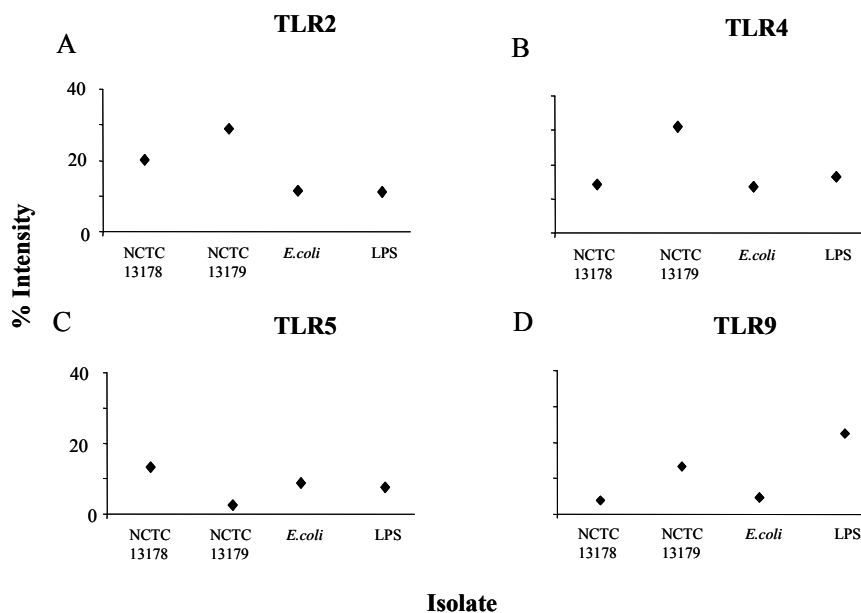 A
TLR2
B
TLR4
40
20
0
NCTC
13178
NCTC
13179
E.coli
LPS
NCTC
13178
NCTC
13179
E.coli
LPS
% Intensity
C
TLR5
D
TLR9
40
20
0
NCTC
13178
NCTC
13179
E.coli
LPS
NCTC
13178
NCTC
13179
E.coli
LPS
Isolate